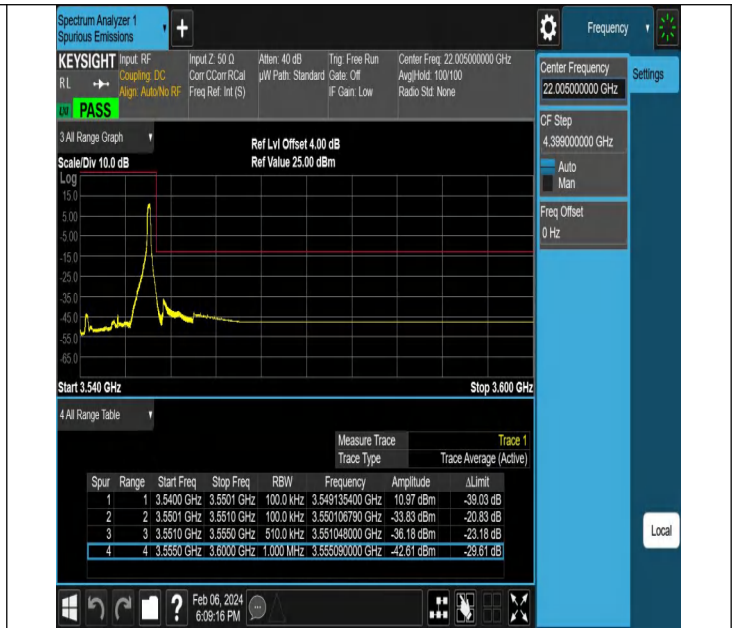 Spectrum Analyzer 1
Spurious Emissions
+
Frequency
KEYSIGHT
RL
LXI
PASS
Input: RF
Coupling: DC
Align: Auto/No RF
Input Z: 50 Ω
Corr CCorr RCal
Freq Ref: Int (S)
Atten: 40 dB
µW Path: Standard
Trig: Free Run
Gate: Off
IF Gain: Low
Center Freq: 22.005000000 GHz
Avg|Hold: 100/100
Radio Std: None
Center Frequency
22.005000000 GHz
Settings
CF Step
4.399000000 GHz
Auto
Man
Freq Offset
0 Hz
3 All Range Graph
Ref Lvl Offset 4.00 dB
Scale/Div 10.0 dB
Ref Value 25.00 dBm
Log
15.0
5.00
-5.00
-15.0
-25.0
-35.0
-45.0
-55.0
-65.0
Start 3.540 GHz
Stop 3.600 GHz
4 All Range Table
Measure Trace Trace 1
Trace Type Trace Average (Active)
Spur Range Start Freq Stop Freq RBW Frequency Amplitude ΔLimit
1 1 3.5400 GHz 3.5501 GHz 100.0 kHz 3.549135400 GHz 10.97 dBm -39.03 dB
2 2 3.5501 GHz 3.5510 GHz 100.0 kHz 3.550106790 GHz -33.83 dBm -20.83 dB
3 3 3.5510 GHz 3.5550 GHz 510.0 kHz 3.551048000 GHz -36.18 dBm -23.18 dB
4 4 3.5550 GHz 3.6000 GHz 1.000 MHz 3.555090000 GHz -42.61 dBm -29.61 dB
Local
?
Feb 06, 2024
6:09:16 PM